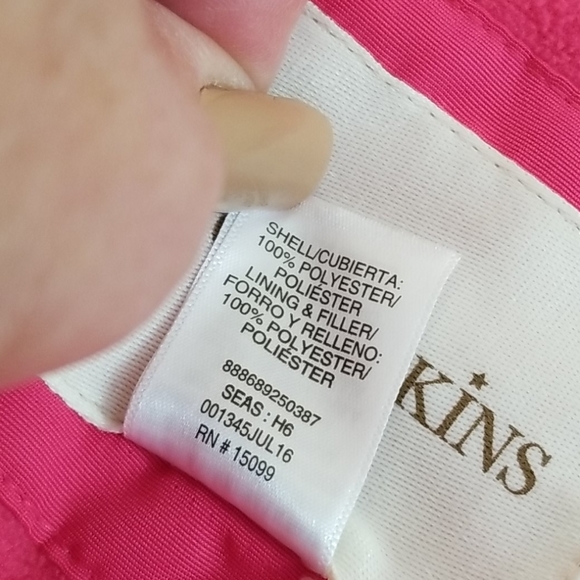 SHELL/CUBIERTA:
100% POLYESTER/
POLIÉSTER
LINING & FILLER/
FORRO Y RELLENO:
100% POLYESTER/
POLIÉSTER
888689250387
SEAS : H6
001345JUL16
RN # 15099
KINS